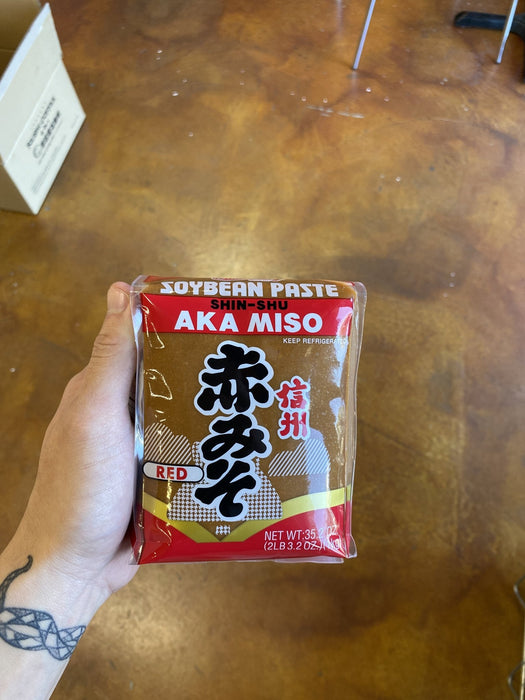 SOYBEAN PASTE
SHIN-SHU
AKA MISO
KEEP REFRIGERATED
赤みそ
信州
RED
NET WT:35.2 OZ.
(2LB 3.2 OZ.)